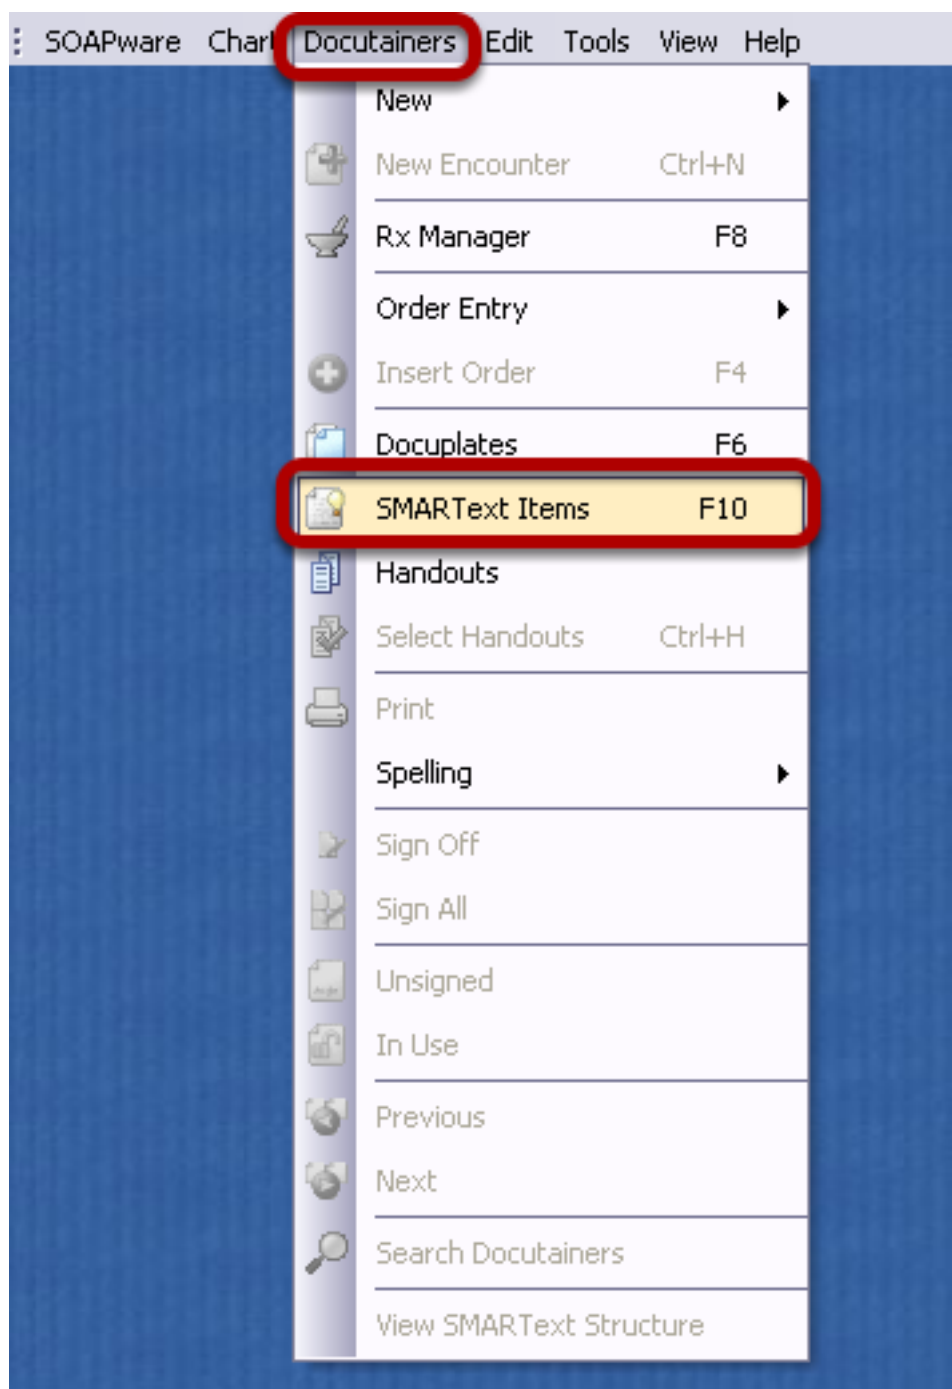 SOAPware Chart Docutainers Edit Tools View Help
New
New Encounter Ctrl+N
Rx Manager F8
Order Entry
Insert Order F4
Docuplates F6
SMARText Items F10
Handouts
Select Handouts Ctrl+H
Print
Spelling
Sign Off
Sign All
Unsigned
In Use
Previous
Next
Search Docutainers
View SMARText Structure